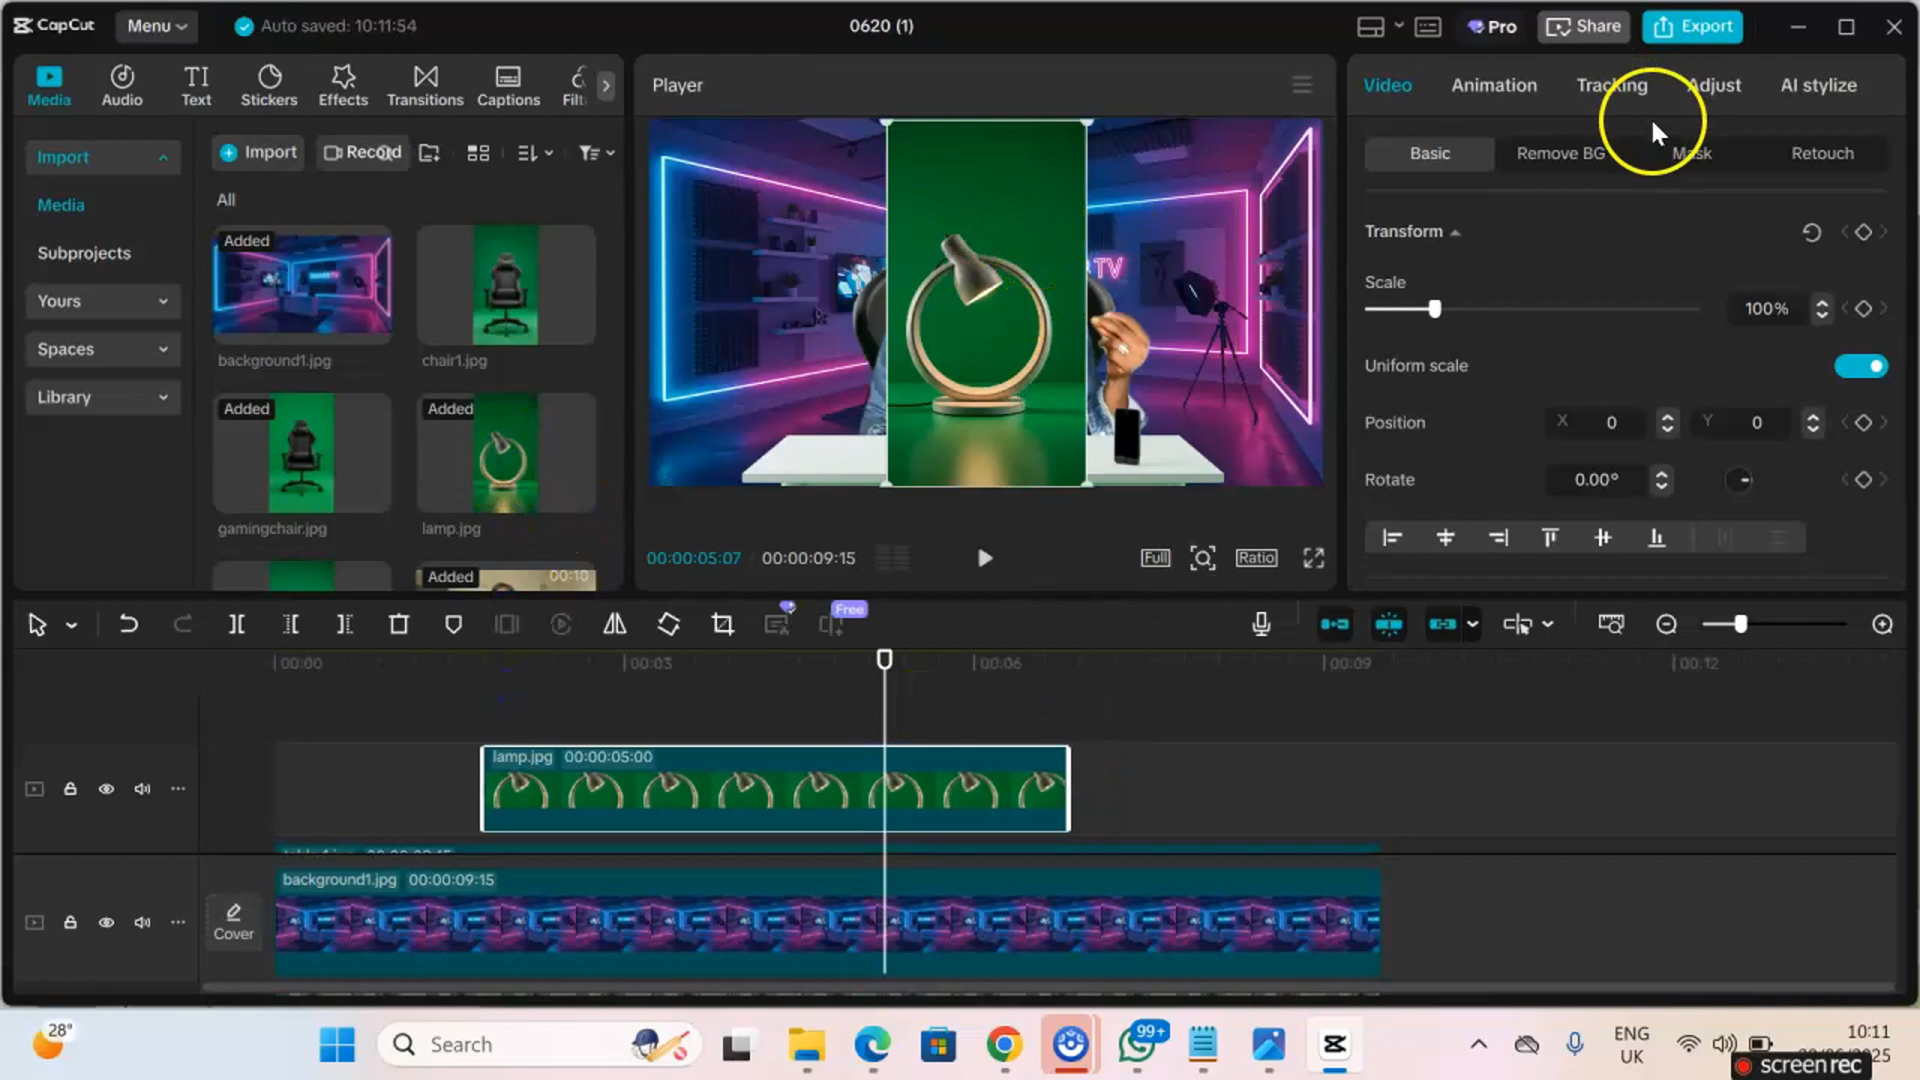 CapCut
Menu
Auto saved: 10:11:54
0620 (1)
Pro
Share
Export
Media
Audio
TI
Text
Stickers
Effects
Transitions
Captions
Player
Video
Animation
Tracking
Adjust
AI stylize
Import
Import
Record
Basic
Remove BG
Mask
Retouch
Media
All
Subprojects
Added
background1.jpg
chair1.jpg
Yours
Spaces
Library
Added
gamingchair.jpg
Added
lamp.jpg
Added
00:10
TV
Transform
Scale
100%
Uniform scale
Position
X
0
Y
0
Rotate
0.00°
00:00:05:07
00:00:09:15
Full
Ratio
Free
00:00
00:03
00:06
00:09
00:12
lamp.jpg 00:00:05:00
background1.jpg 00:00:09:15
Cover
28°
Search
99+
ENG
UK
10:11
screen rec